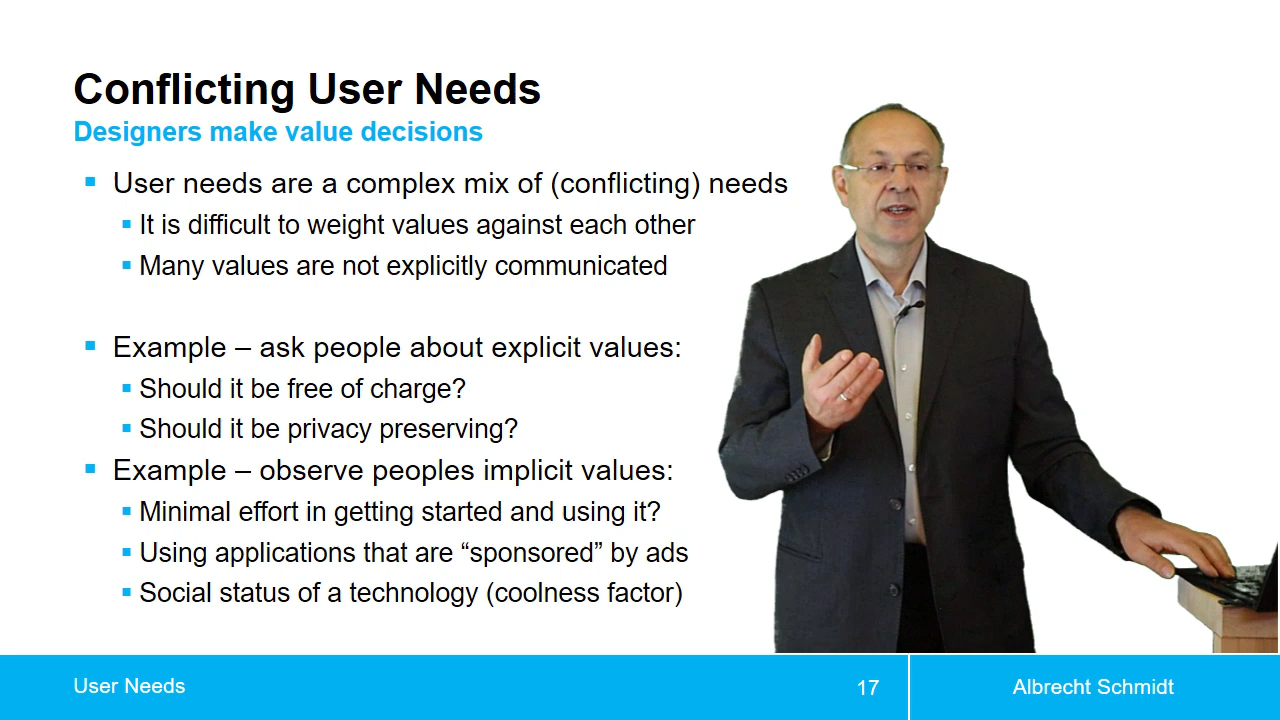 Conflicting User Needs
Designers make value decisions
User needs are a complex mix of (conflicting) needs
It is difficult to weight values against each other
Many values are not explicitly communicated
Example – ask people about explicit values:
Should it be free of charge?
Should it be privacy preserving?
Example – observe peoples implicit values:
Minimal effort in getting started and using it?
Using applications that are “sponsored” by ads
Social status of a technology (coolness factor)
User Needs
17
Albrecht Schmidt